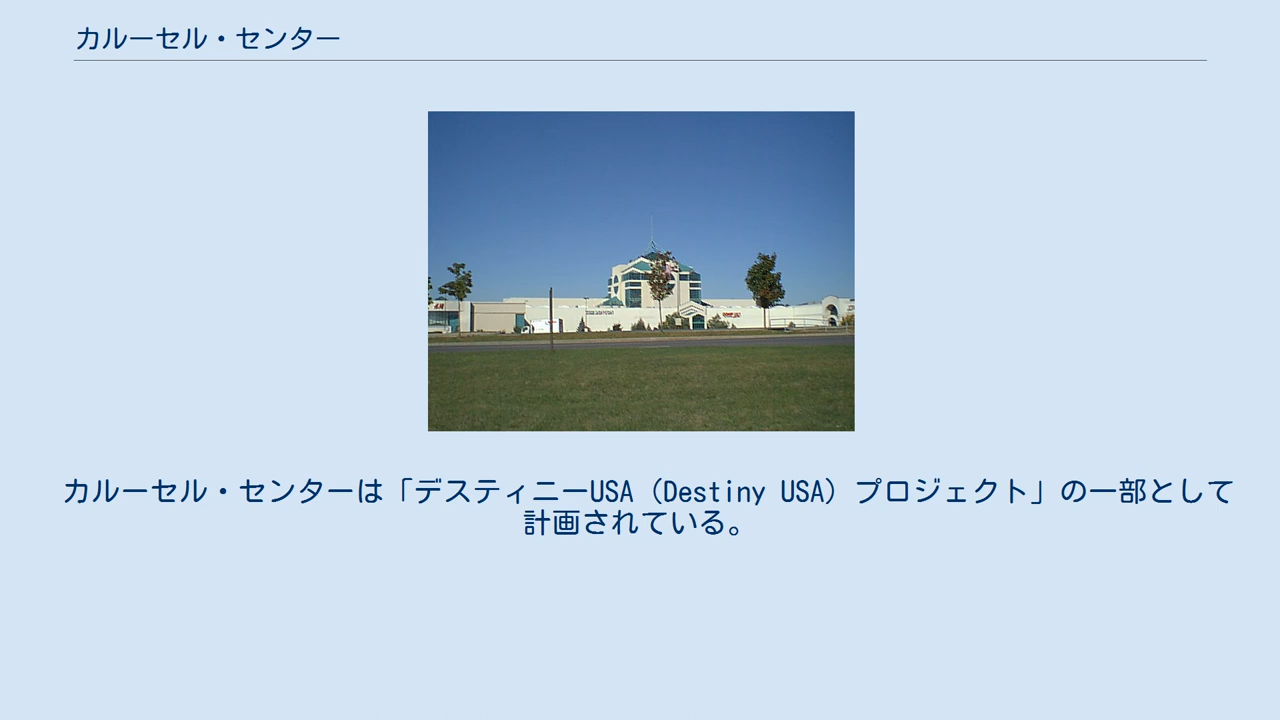 カルーセル・センター
カルーセル・センターは「デスティニーUSA（Destiny USA）プロジェクト」の一部として
計画されている。